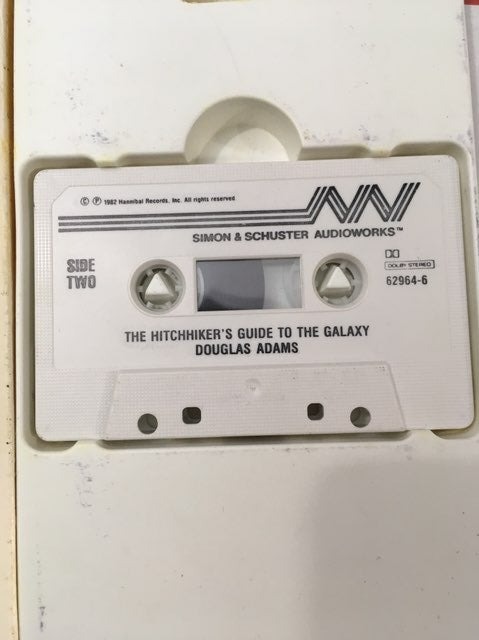 © ℗ 1982 Hannibal Records, Inc. All rights reserved
SIMON & SCHUSTER AUDIOWORKS™
SIDE
TWO
DOLBY STEREO
62964-6
THE HITCHHIKER'S GUIDE TO THE GALAXY
DOUGLAS ADAMS